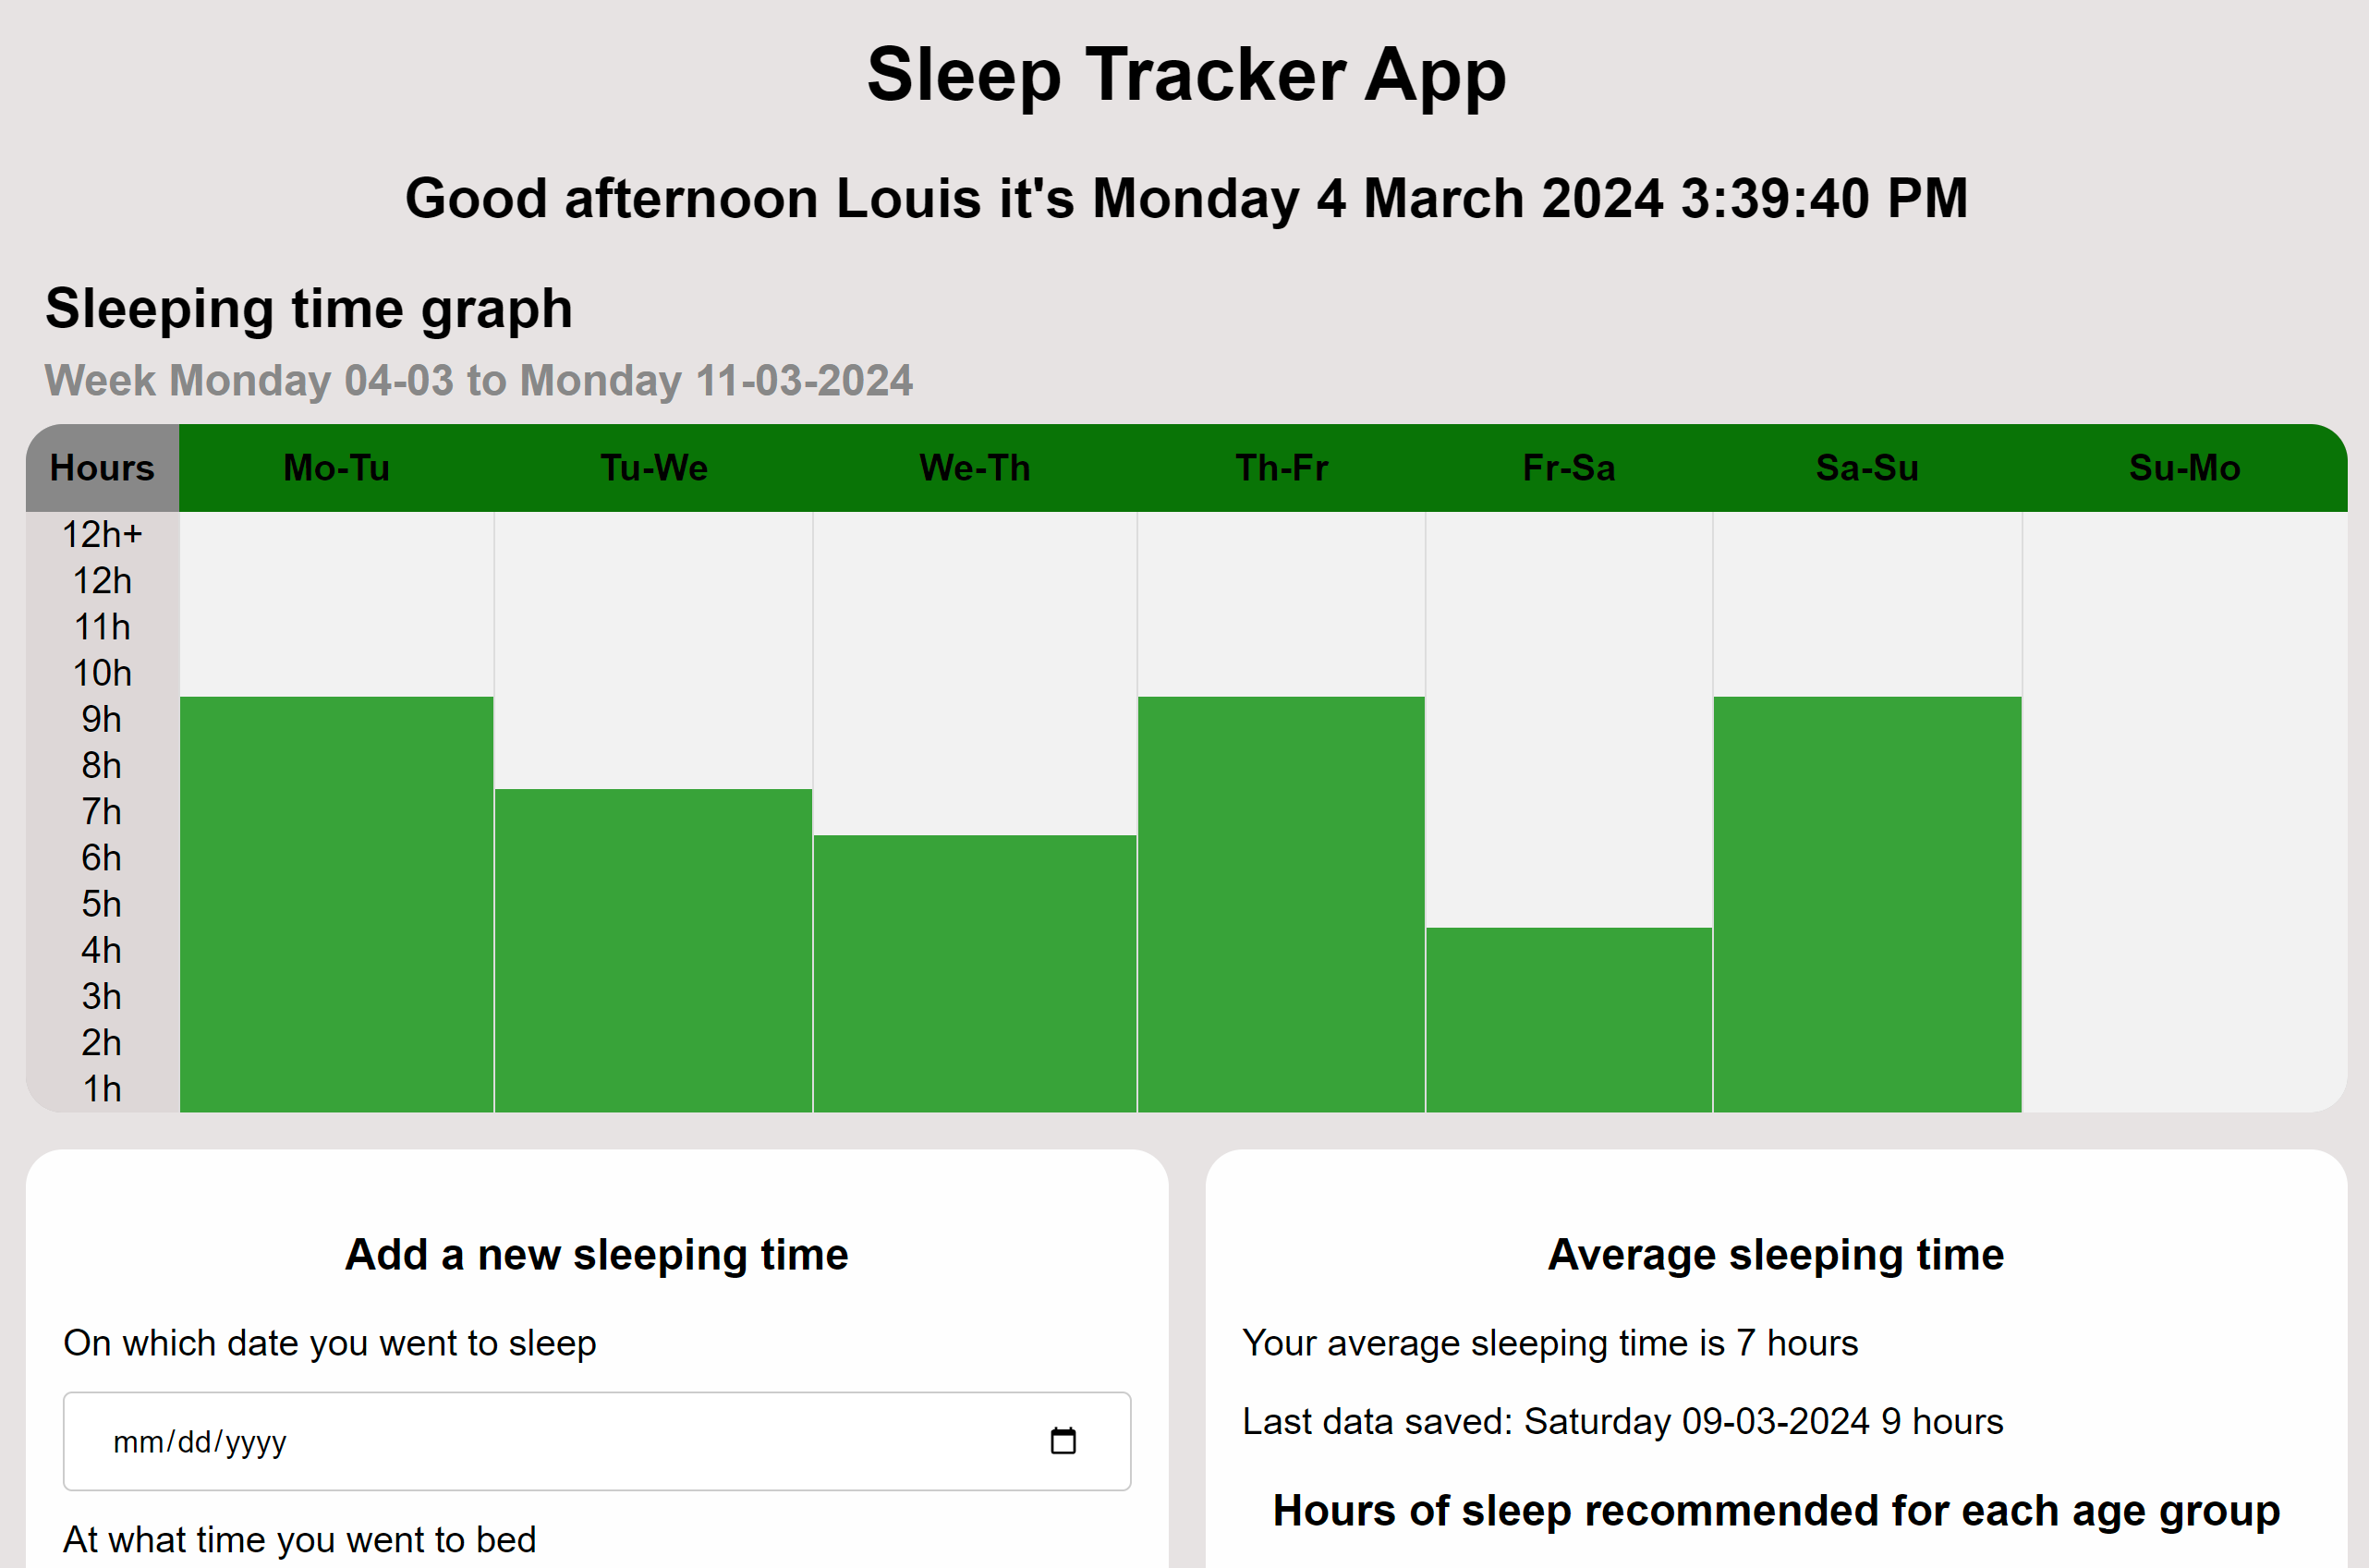 Sleep Tracker App
Good afternoon Louis it's Monday 4 March 2024 3:39:40 PM
Sleeping time graph
Week Monday 04-03 to Monday 11-03-2024
Hours Mo-Tu Tu-We We-Th Th-Fr Fr-Sa Sa-Su Su-Mo
12h+
12h
11h
10h
9h
8h
7h
6h
5h
4h
3h
2h
1h
Add a new sleeping time
On which date you went to sleep
mm/dd/yyyy
At what time you went to bed
Average sleeping time
Your average sleeping time is 7 hours
Last data saved: Saturday 09-03-2024 9 hours
Hours of sleep recommended for each age group